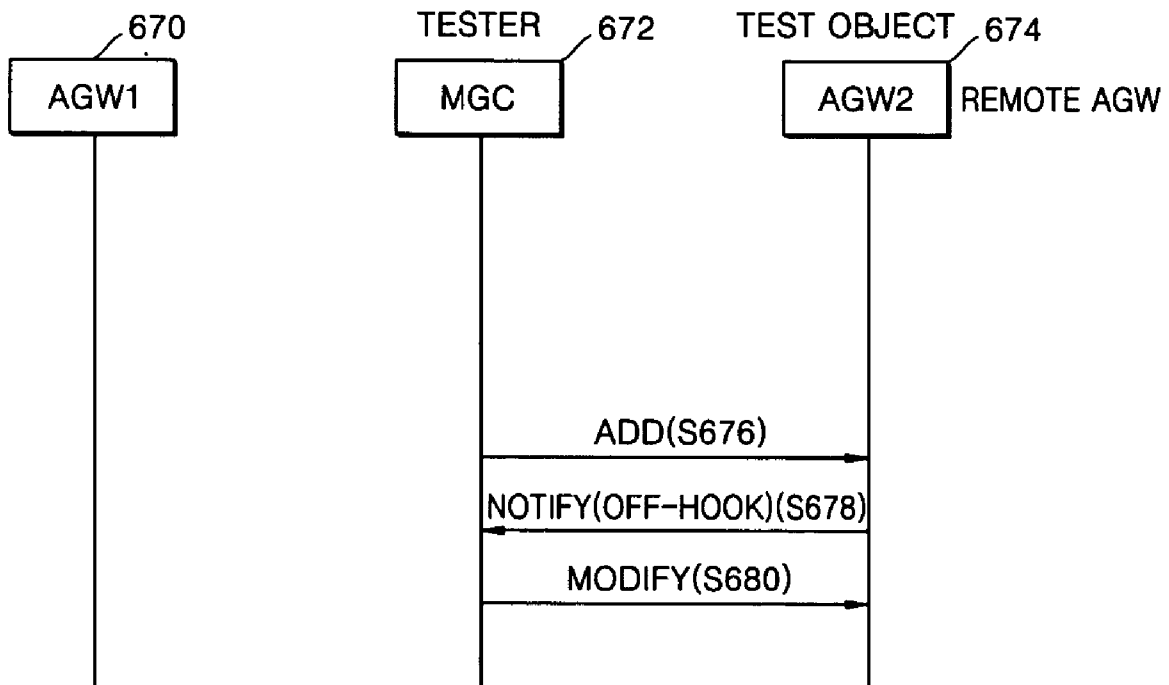 670
TESTER
672
TEST OBJECT
674
AGW1
MGC
AGW2
REMOTE AGW
ADD(S676)
NOTIFY(OFF-HOOK)(S678)
MODIFY(S680)